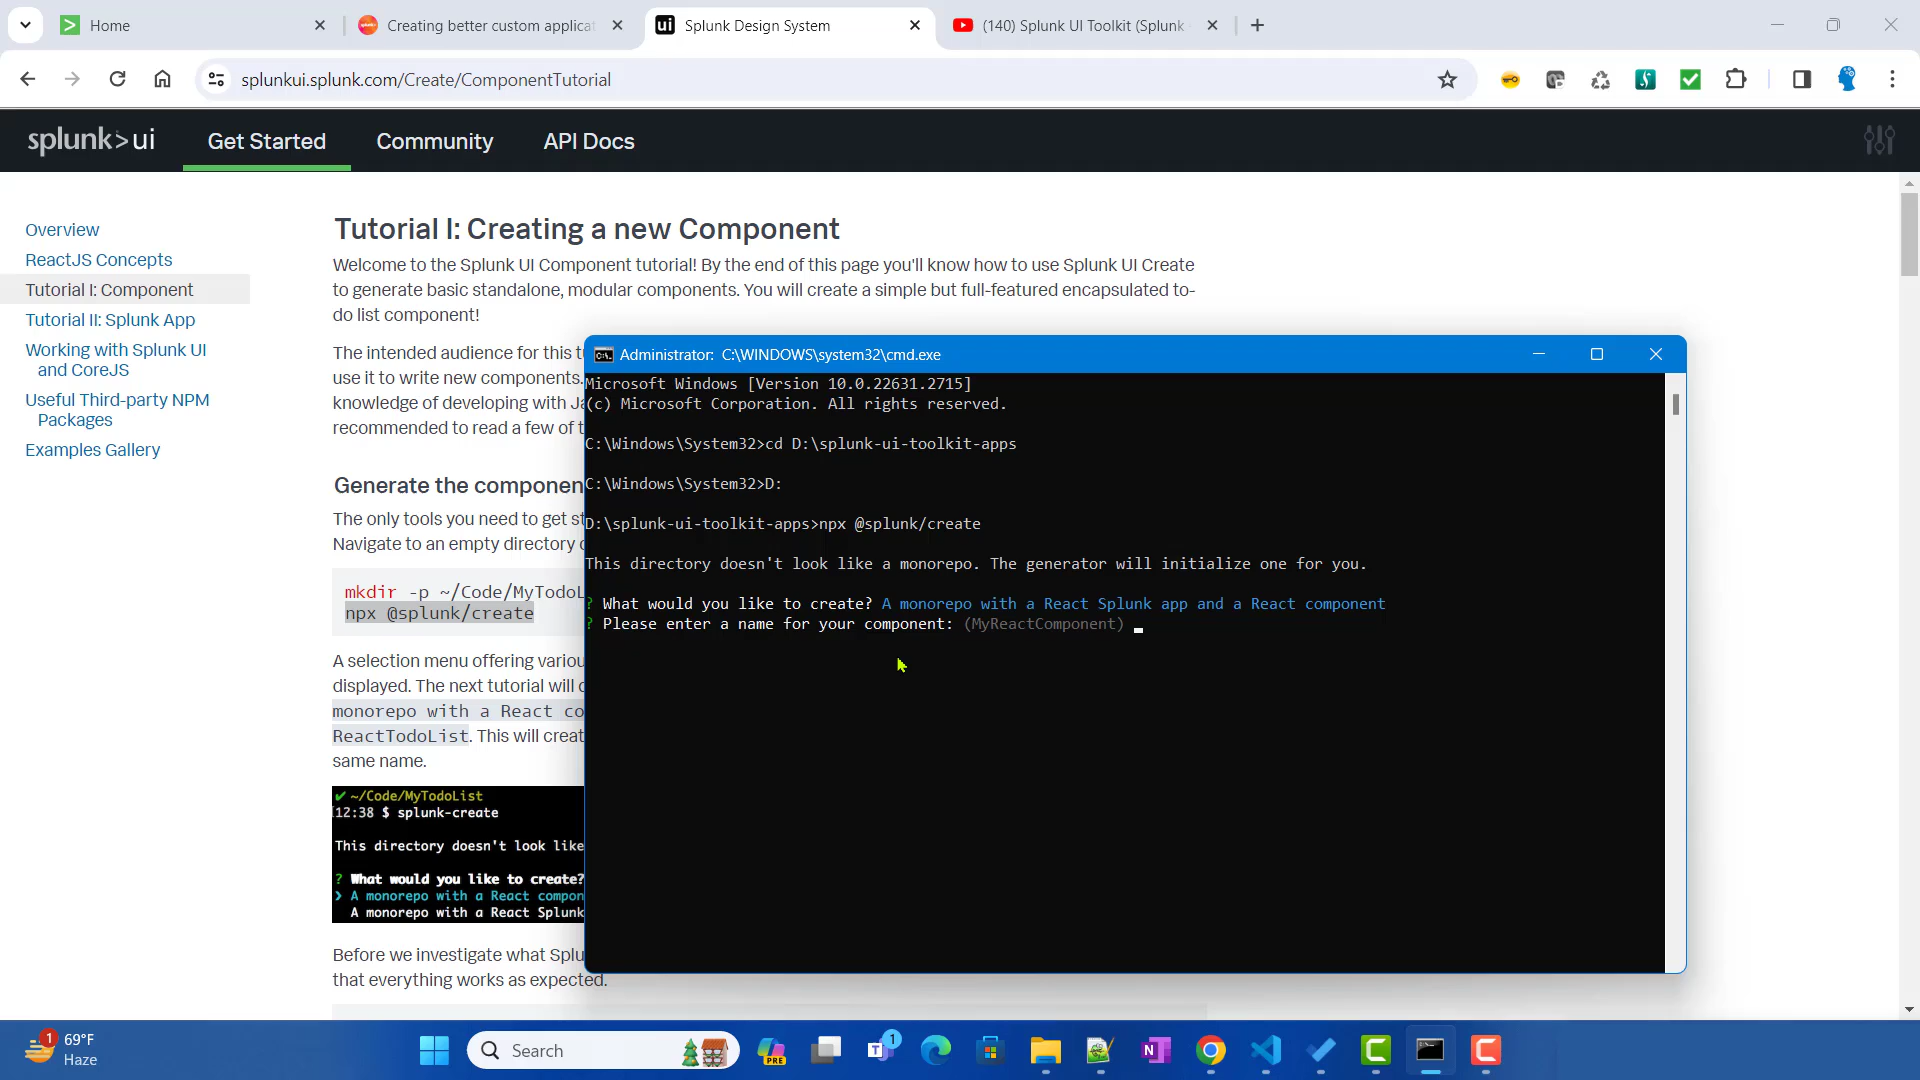 Home
Creating better custom applica
Splunk Design System
(140) Splunk UI Toolkit (Splunk
splunkui.splunk.com/Create/ComponentTutorial
splunk>ui
Get Started
Community
API Docs
Overview
ReactJS Concepts
Tutorial I: Component
Tutorial II: Splunk App
Working with Splunk UI
and CoreJS
Useful Third-party NPM
Packages
Examples Gallery
Tutorial I: Creating a new Component
Welcome to the Splunk UI Component tutorial! By the end of this page you'll know how to use Splunk UI Create
to generate basic standalone, modular components. You will create a simple but full-featured encapsulated to-
do list component!
The intended audience for this t
use it to write new components.
knowledge of developing with Ja
recommended to read a few of t
Generate the componen
The only tools you need to get st
Navigate to an empty directory
mkdir -p ~/Code/MyTodoL
npx @splunk/create
A selection menu offering variou
displayed. The next tutorial will
monorepo with a React co
ReactTodoList. This will creat
same name.
✔ ~/Code/MyTodoList
12:38 $ splunk-create
This directory doesn't look like
? What would you like to create?
❯ A monorepo with a React compon
A monorepo with a React Splunk
Before we investigate what Splu
that everything works as expected.
Administrator: C:\WINDOWS\system32\cmd.exe
Microsoft Windows [Version 10.0.22631.2715]
(c) Microsoft Corporation. All rights reserved.
C:\Windows\System32>cd D:\splunk-ui-toolkit-apps
C:\Windows\System32>D:
D:\splunk-ui-toolkit-apps>npx @splunk/create
This directory doesn't look like a monorepo. The generator will initialize one for you.
? What would you like to create? A monorepo with a React Splunk app and a React component
? Please enter a name for your component: (MyReactComponent)
1
69°F
Haze
Search
PRE
1